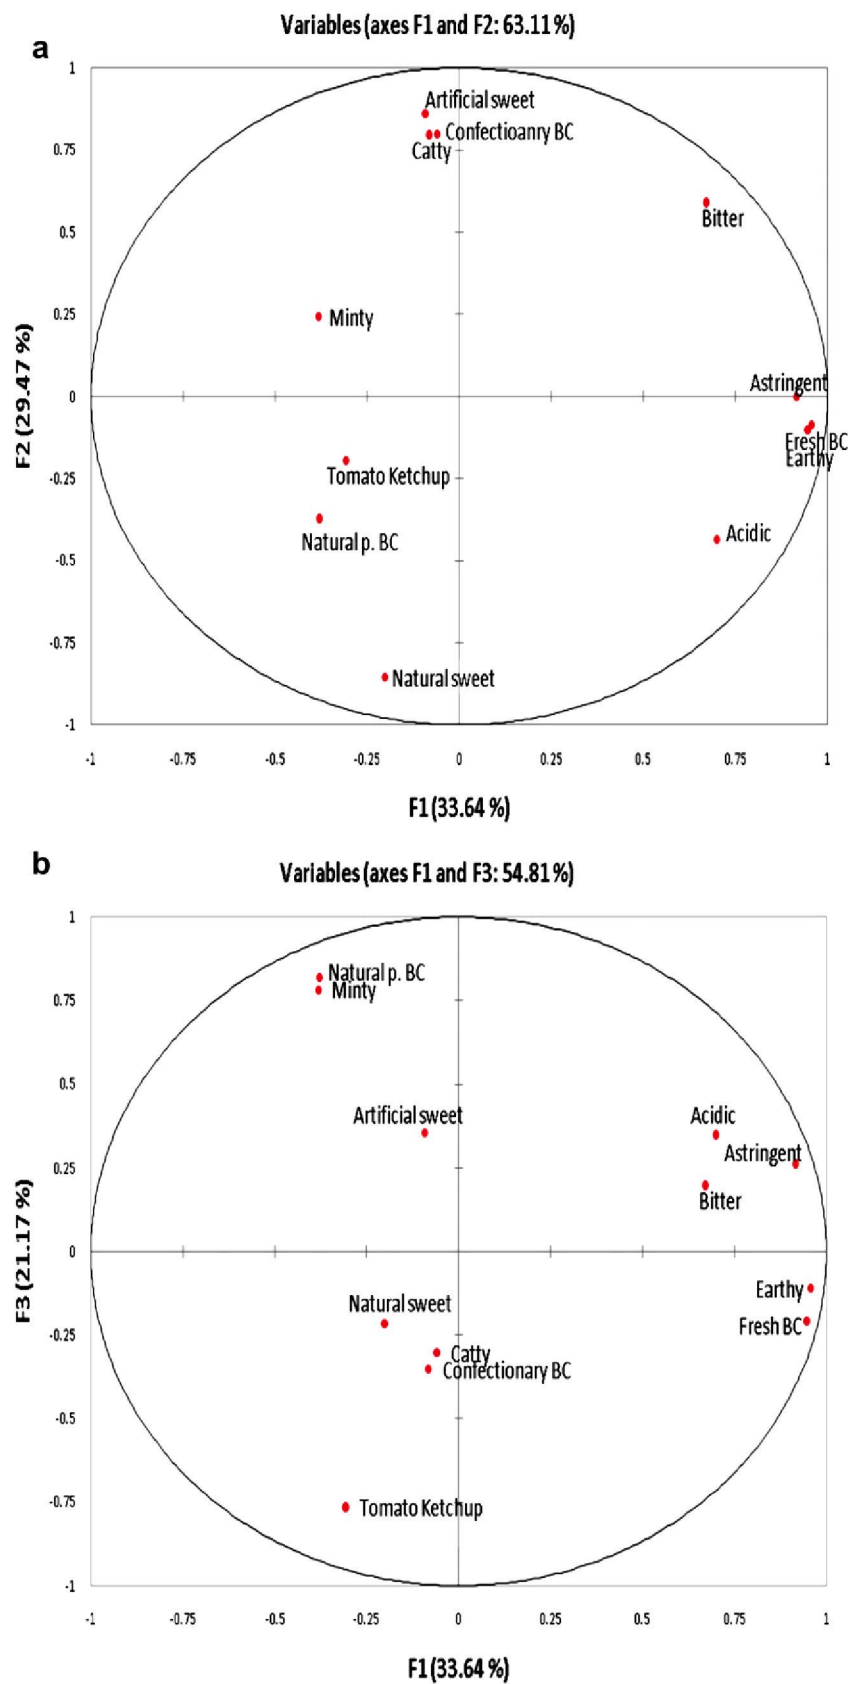 Variables (axes F1 and F2: 63.11 %)
a
1
Artificial sweet
Confectioanry BC
0.75
Catty
Bitter
0.5
0.25
Minty
Astringent
0
Fresh BC
Earthy
-0.25
Tomato Ketchup
Acidic
Natural p. BC
-0.5
-0.75
Natural sweet
-1
F2 (29.47 %)
-1 -0.75 -0.5 -0.25 0 0.25 0.5 0.75 1
F1 (33.64 %)
b
Variables (axes F1 and F3: 54.81 %)
1
Natural p. BC
Minty
0.75
0.5
Artificial sweet
Acidic
Astringent
0.25
Bitter
0
Earthy
Natural sweet
Fresh BC
-0.25
Catty
Confectionary BC
-0.5
-0.75
Tomato Ketchup
-1
F3 (21.17 %)
-1 -0.75 -0.5 -0.25 0 0.25 0.5 0.75 1
F1 (33.64 %)